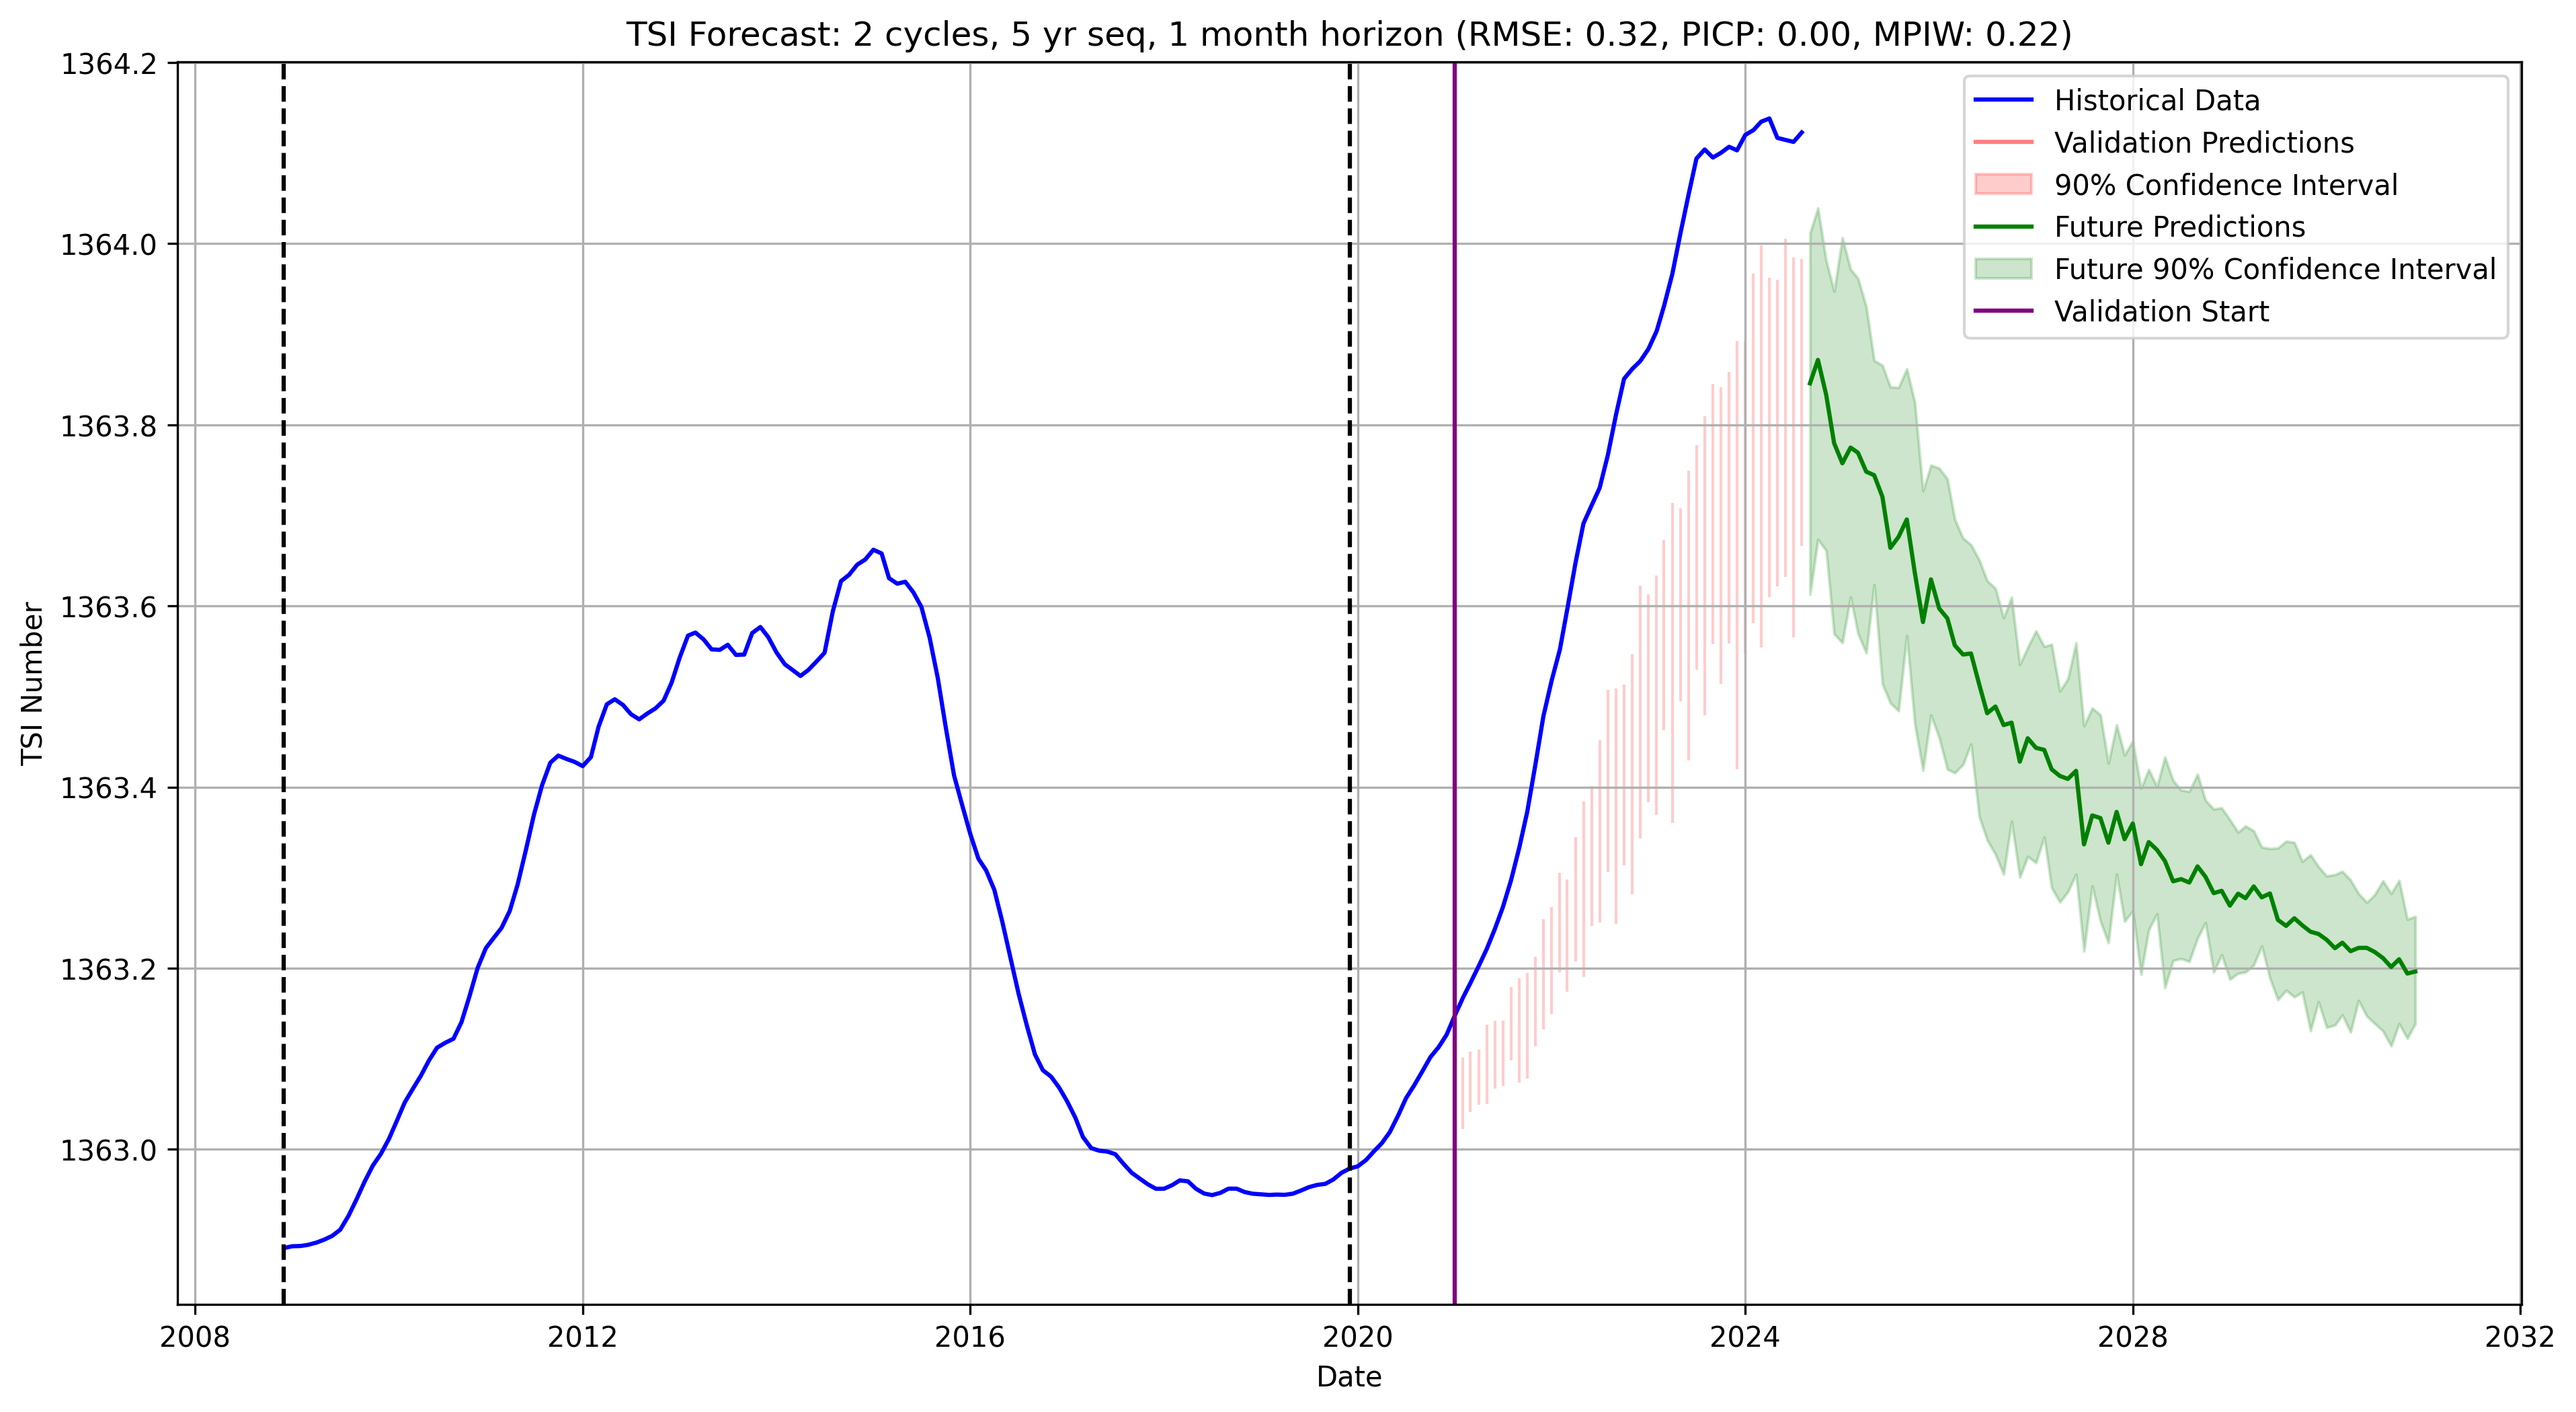 TSI Forecast: 2 cycles, 5 yr seq, 1 month horizon (RMSE: 0.32, PICP: 0.00, MPIW: 0.22)
1364.2
1364.0
1363.8
1363.6
1363.4
1363.2
1363.0
TSI Number
Historical Data
Validation Predictions
90% Confidence Interval
Future Predictions
Future 90% Confidence Interval
Validation Start
2008 2012 2016 2020 2024 2028 2032
Date